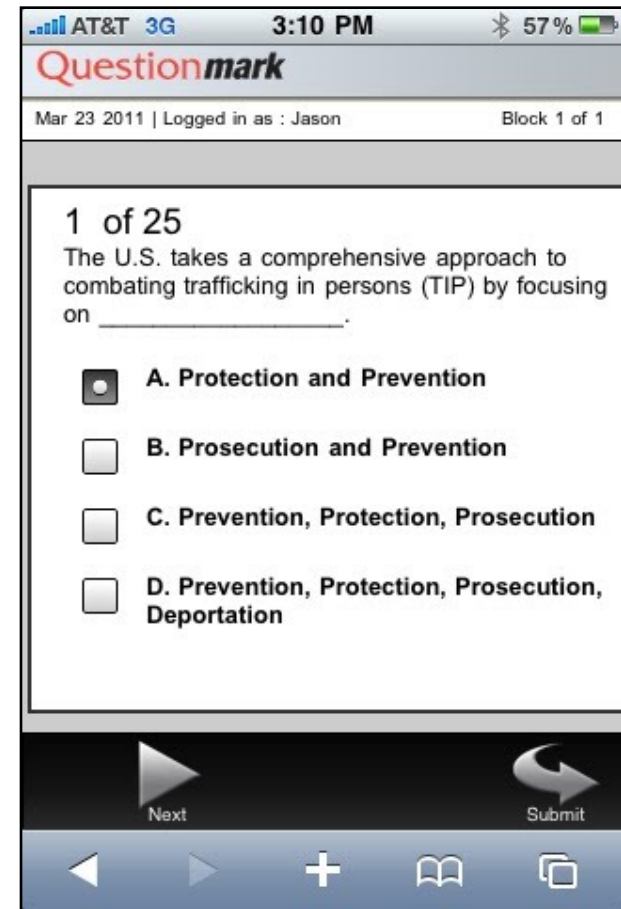 AT&T 3G 3:10 PM 57%
Questionmark
Mar 23 2011 | Logged in as : Jason Block 1 of 1
1 of 25
The U.S. takes a comprehensive approach to
combating trafficking in persons (TIP) by focusing
on __________________.
A. Protection and Prevention
B. Prosecution and Prevention
C. Prevention, Protection, Prosecution
D. Prevention, Protection, Prosecution,
Deportation
Next Submit